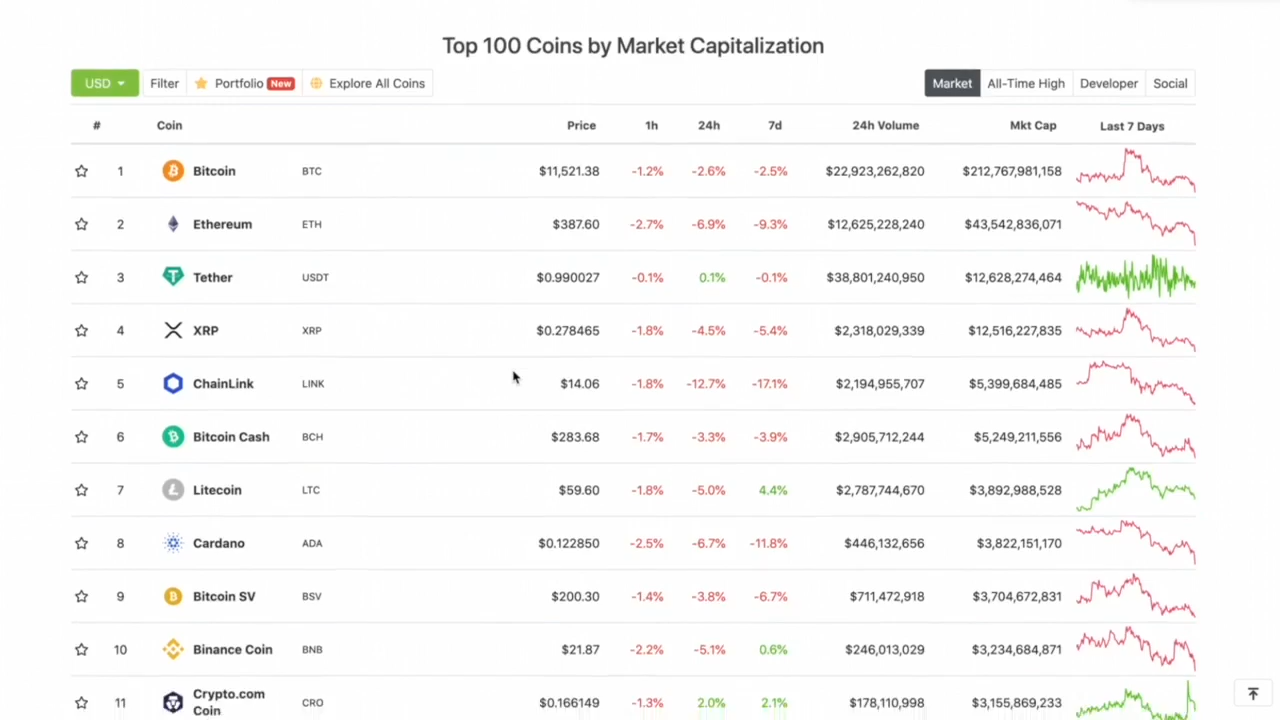 Top 100 Coins by Market Capitalization
USD Filter Portfolio New Explore All Coins Market All-Time High Developer Social
# Coin Price 1h 24h 7d 24h Volume Mkt Cap Last 7 Days
1 Bitcoin BTC $11,521.38 -1.2% -2.6% -2.5% $22,923,262,820 $212,767,981,158
2 Ethereum ETH $387.60 -2.7% -6.9% -9.3% $12,625,228,240 $43,542,836,071
3 Tether USDT $0.990027 -0.1% 0.1% -0.1% $38,801,240,950 $12,628,274,464
4 XRP XRP $0.278465 -1.8% -4.5% -5.4% $2,318,029,339 $12,516,227,835
5 ChainLink LINK $14.06 -1.8% -12.7% -17.1% $2,194,955,707 $5,399,684,485
6 Bitcoin Cash BCH $283.68 -1.7% -3.3% -3.9% $2,905,712,244 $5,249,211,556
7 Litecoin LTC $59.60 -1.8% -5.0% 4.4% $2,787,744,670 $3,892,988,528
8 Cardano ADA $0.122850 -2.5% -6.7% -11.8% $446,132,656 $3,822,151,170
9 Bitcoin SV BSV $200.30 -1.4% -3.8% -6.7% $711,472,918 $3,704,672,831
10 Binance Coin BNB $21.87 -2.2% -5.1% 0.6% $246,013,029 $3,234,684,871
11 Crypto.com Coin CRO $0.166149 -1.3% 2.0% 2.1% $178,110,998 $3,155,869,233